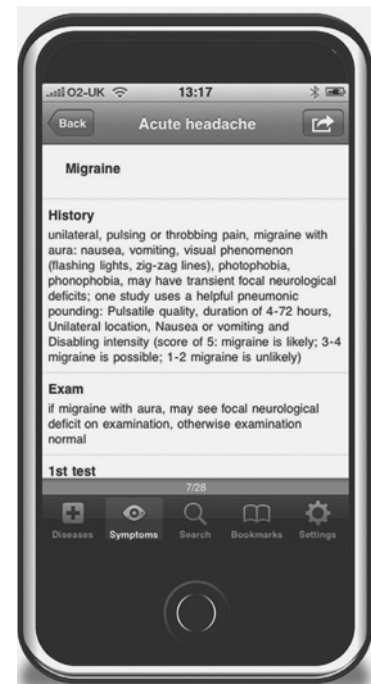 O2-UK 13:17
Back Acute headache
Migraine
History
unilateral, pulsing or throbbing pain, migraine with
aura: nausea, vomiting, visual phenomenon
(flashing lights, zig-zag lines), photophobia,
phonophobia, may have transient focal neurological
deficits; one study uses a helpful pneumonic
pounding: Pulsatile quality, duration of 4-72 hours,
Unilateral location, Nausea or vomiting and
Disabling intensity (score of 5: migraine is likely; 3-4
migraine is possible; 1-2 migraine is unlikely)
Exam
if migraine with aura, may see focal neurological
deficit on examination, otherwise examination
normal
1st test
7/28
Diseases Symptoms Search Bookmarks Settings